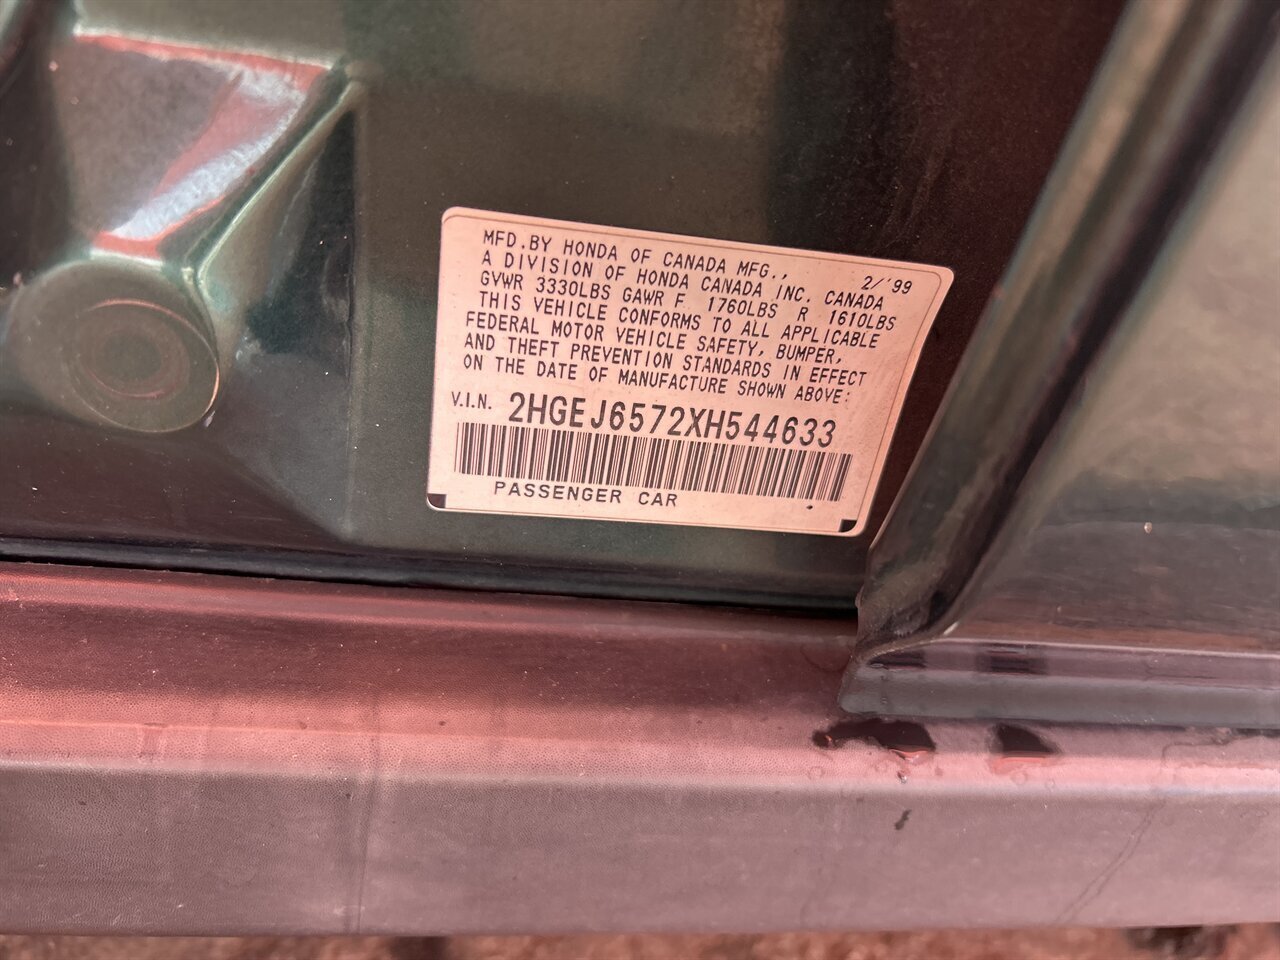 MFD.BY HONDA OF CANADA MFG.,
A DIVISION OF HONDA CANADA INC. CANADA 2/'99
GVWR 3330LBS GAWR F 1760LBS R 1610LBS
THIS VEHICLE CONFORMS TO ALL APPLICABLE
FEDERAL MOTOR VEHICLE SAFETY, BUMPER,
AND THEFT PREVENTION STANDARDS IN EFFECT
ON THE DATE OF MANUFACTURE SHOWN ABOVE:
V.I.N. 2HGEJ6572XH544633
PASSENGER CAR